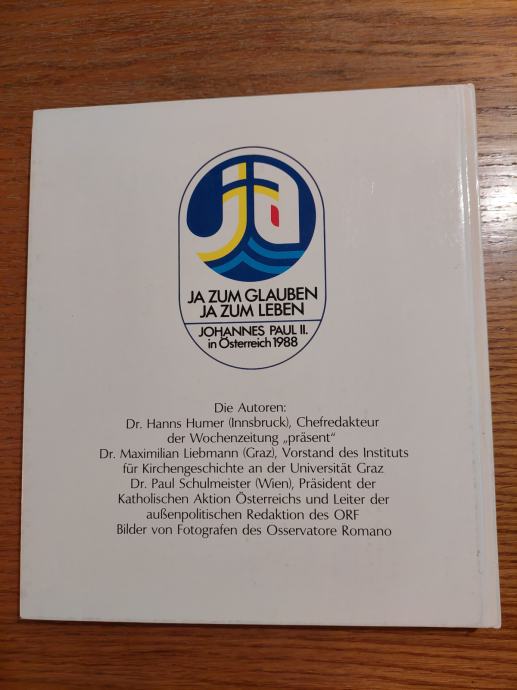 ja
JA ZUM GLAUBEN
JA ZUM LEBEN
JOHANNES PAUL II.
in Österreich 1988
Die Autoren:
Dr. Hanns Humer (Innsbruck), Chefredakteur
der Wochenzeitung „präsent"
Dr. Maximilian Liebmann (Graz), Vorstand des Instituts
für Kirchengeschichte an der Universität Graz
Dr. Paul Schulmeister (Wien), Präsident der
Katholischen Aktion Österreichs und Leiter der
außenpolitischen Redaktion des ORF
Bilder von Fotografen des Osservatore Romano